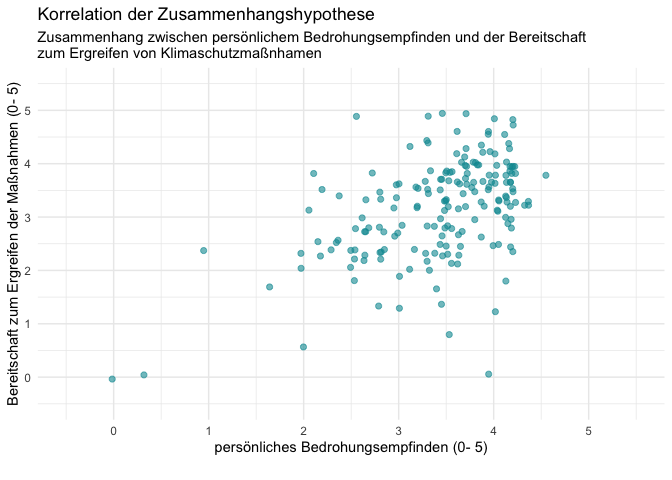 Korrelation der Zusammenhangshypothese
Zusammenhang zwischen persönlichem Bedrohungsempfinden und der Bereitschaft
zum Ergreifen von Klimaschutzmaßnhamen
Bereitschaft zum Ergreifen der Maßnahmen (0- 5)
5
4
3
2
1
0
0 1 2 3 4 5
persönliches Bedrohungsempfinden (0- 5)